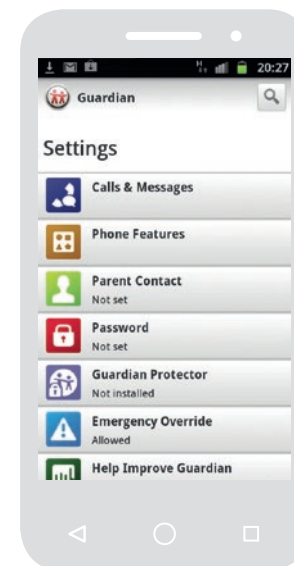 20:27
Guardian
Settings
Calls & Messages
Phone Features
Parent Contact
Not set
Password
Not set
Guardian Protector
Not installed
Emergency Override
Allowed
Help Improve Guardian